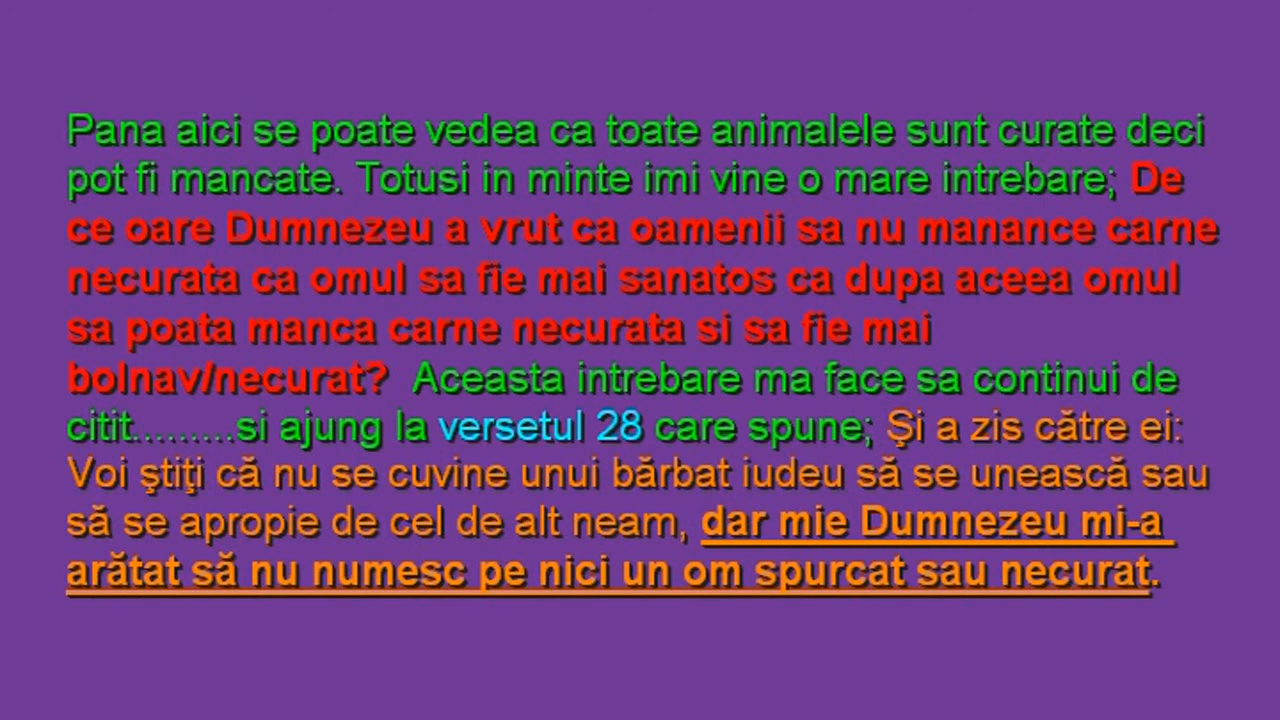 Pana aici se poate vedea ca toate animalele sunt curate deci
pot fi mancate. Totusi in minte imi vine o mare intrebare; De
ce oare Dumnezeu a vrut ca oamenii sa nu manance carne
necurata ca omul sa fie mai sanatos ca dupa aceea omul
sa poata manca carne necurata si sa fie mai
bolnav/necurat?  Aceasta intrebare ma face sa continui de
citit.........si ajung la versetul 28 care spune; Şi a zis către ei:
Voi ştiţi că nu se cuvine unui bărbat iudeu să se unească sau
să se apropie de cel de alt neam, dar mie Dumnezeu mi-a
arătat să nu numesc pe nici un om spurcat sau necurat.